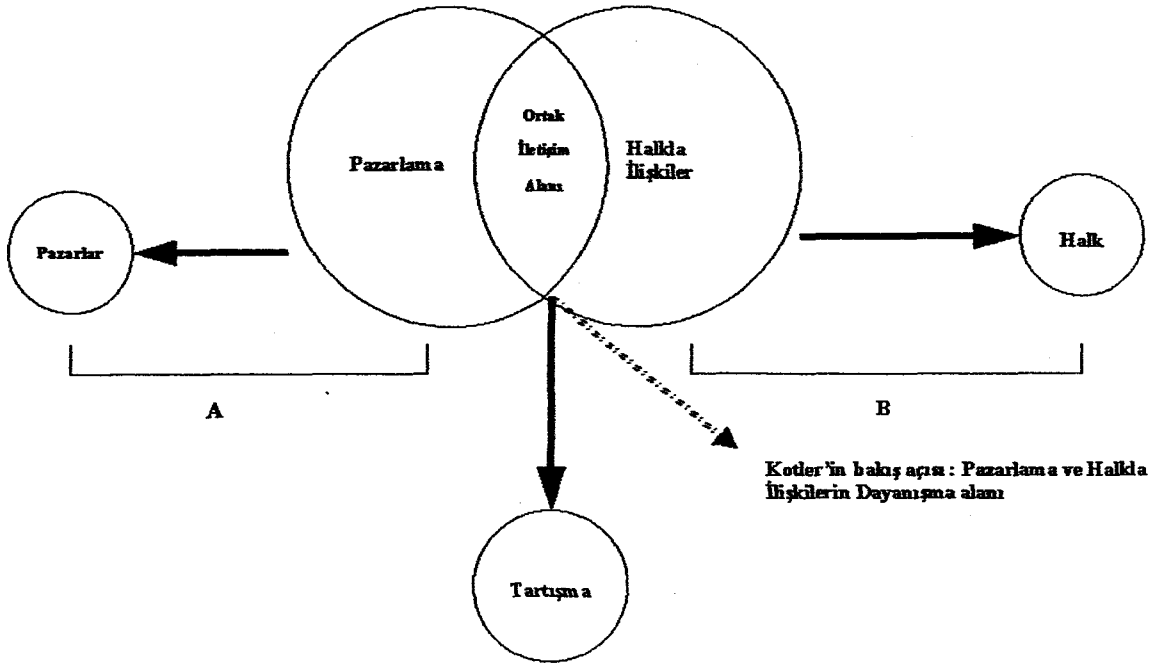 Ortak
İletişim
Alanı
Pazarlama
Halkla
İlişkiler
Pazarlar
Halk
A
B
Kotler'in bakış açısı : Pazarlama ve Halkla
İlişkilerin Dayanışma alanı
Tartışma